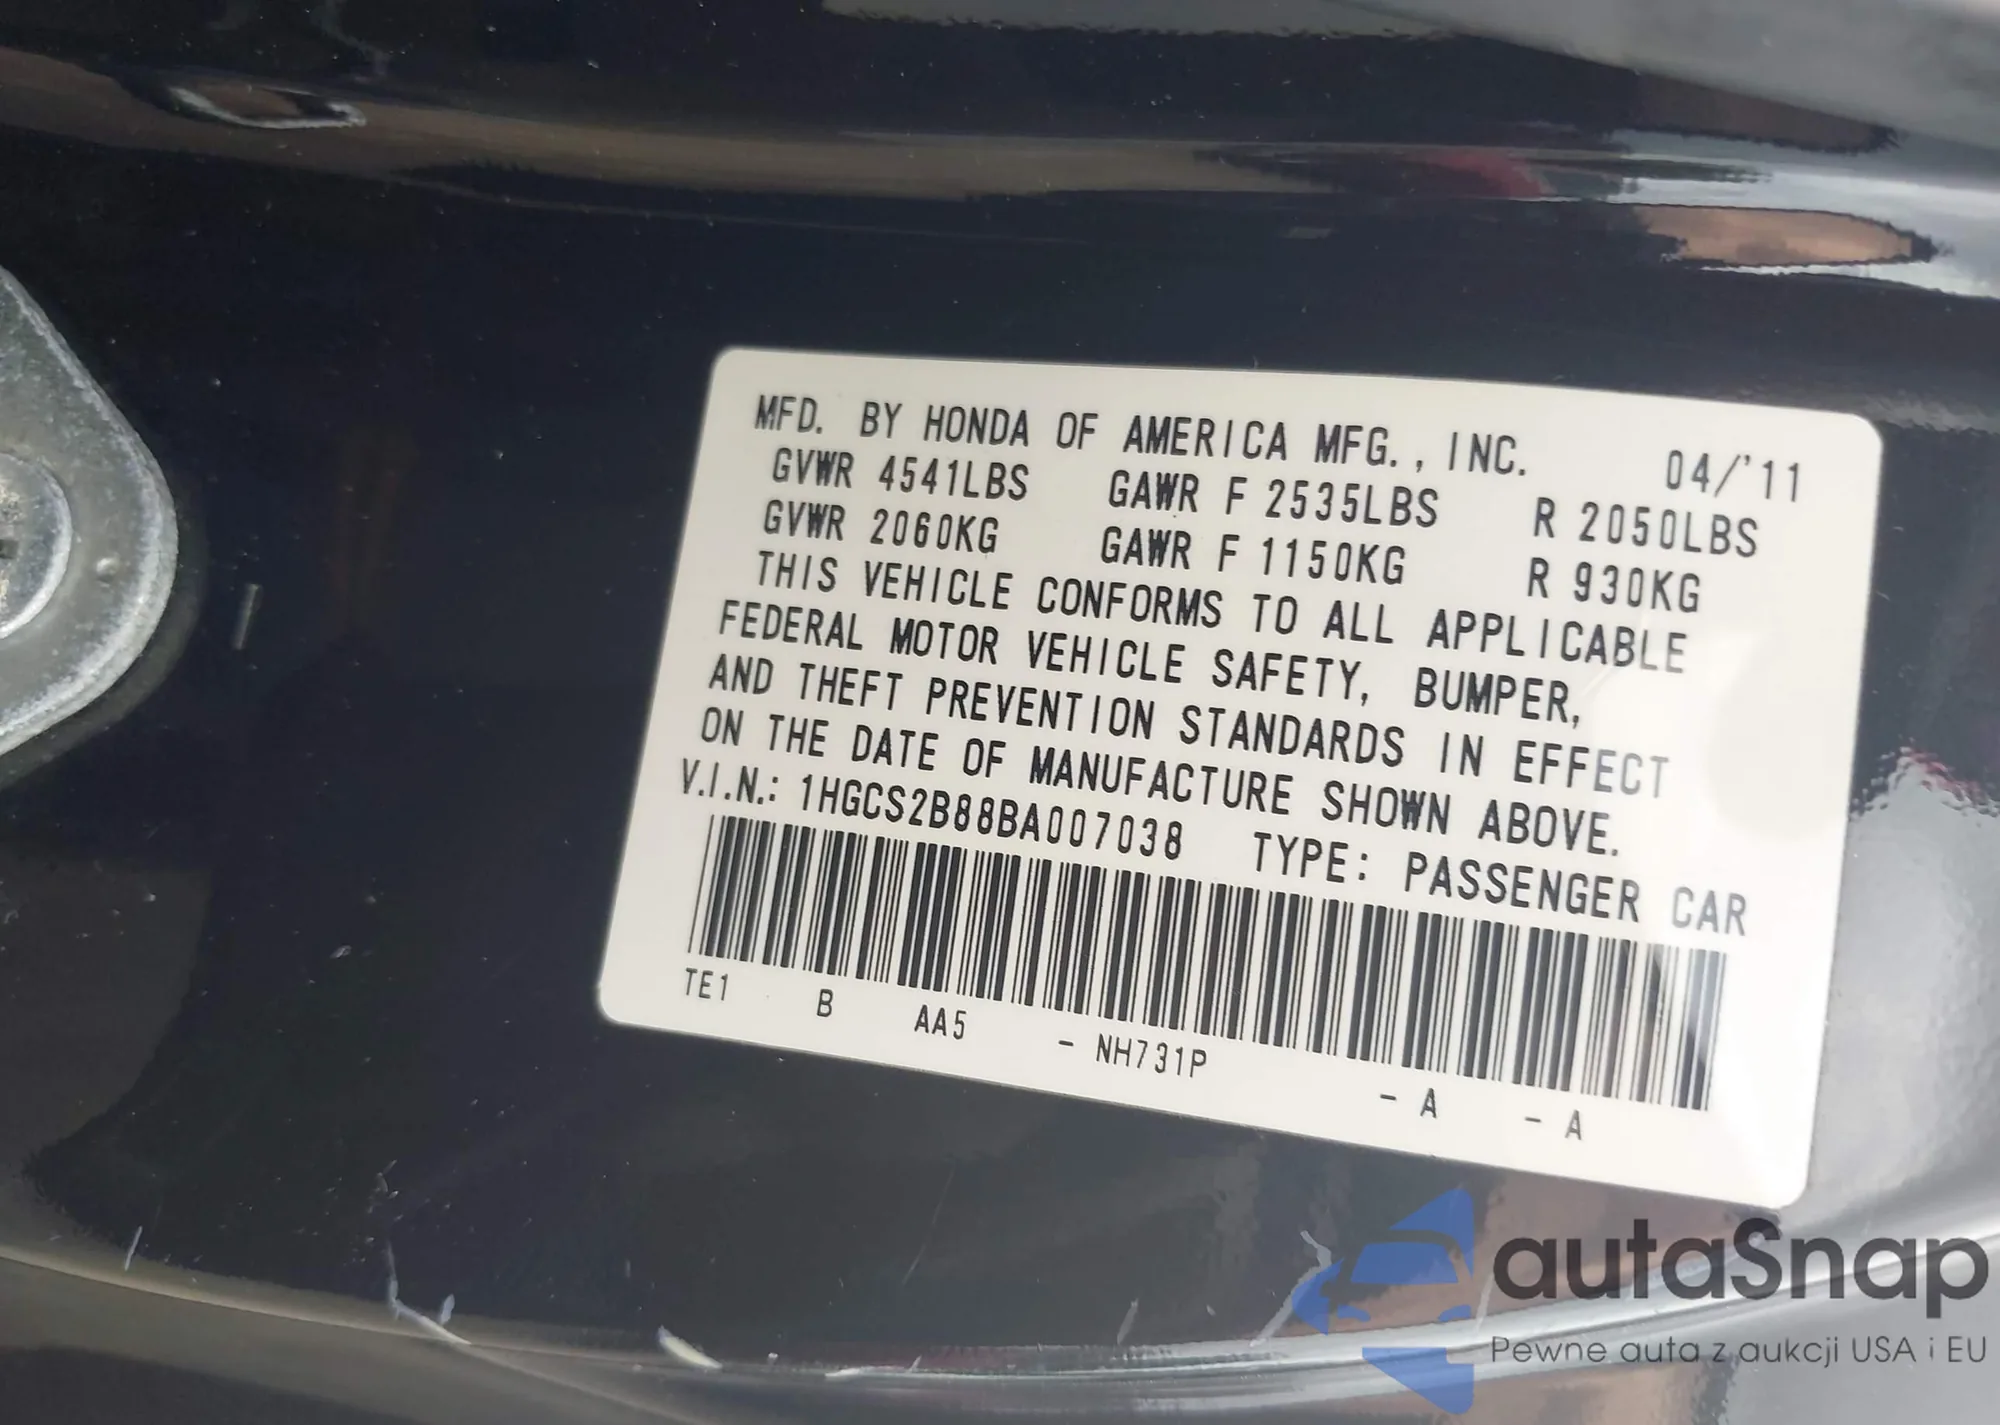 MFD. BY HONDA OF AMERICA MFG., INC. 04/'11
GVWR 4541LBS GAWR F 2535LBS R 2050LBS
GVWR 2060KG GAWR F 1150KG R 930KG
THIS VEHICLE CONFORMS TO ALL APPLICABLE
FEDERAL MOTOR VEHICLE SAFETY, BUMPER,
AND THEFT PREVENTION STANDARDS IN EFFECT
ON THE DATE OF MANUFACTURE SHOWN ABOVE.
V.I.N.: 1HGCS2B88BA007038 TYPE: PASSENGER CAR
TE1 B AA5 - NH731P - A - A
autaSnap
Pewne auta z aukcji USA i EU